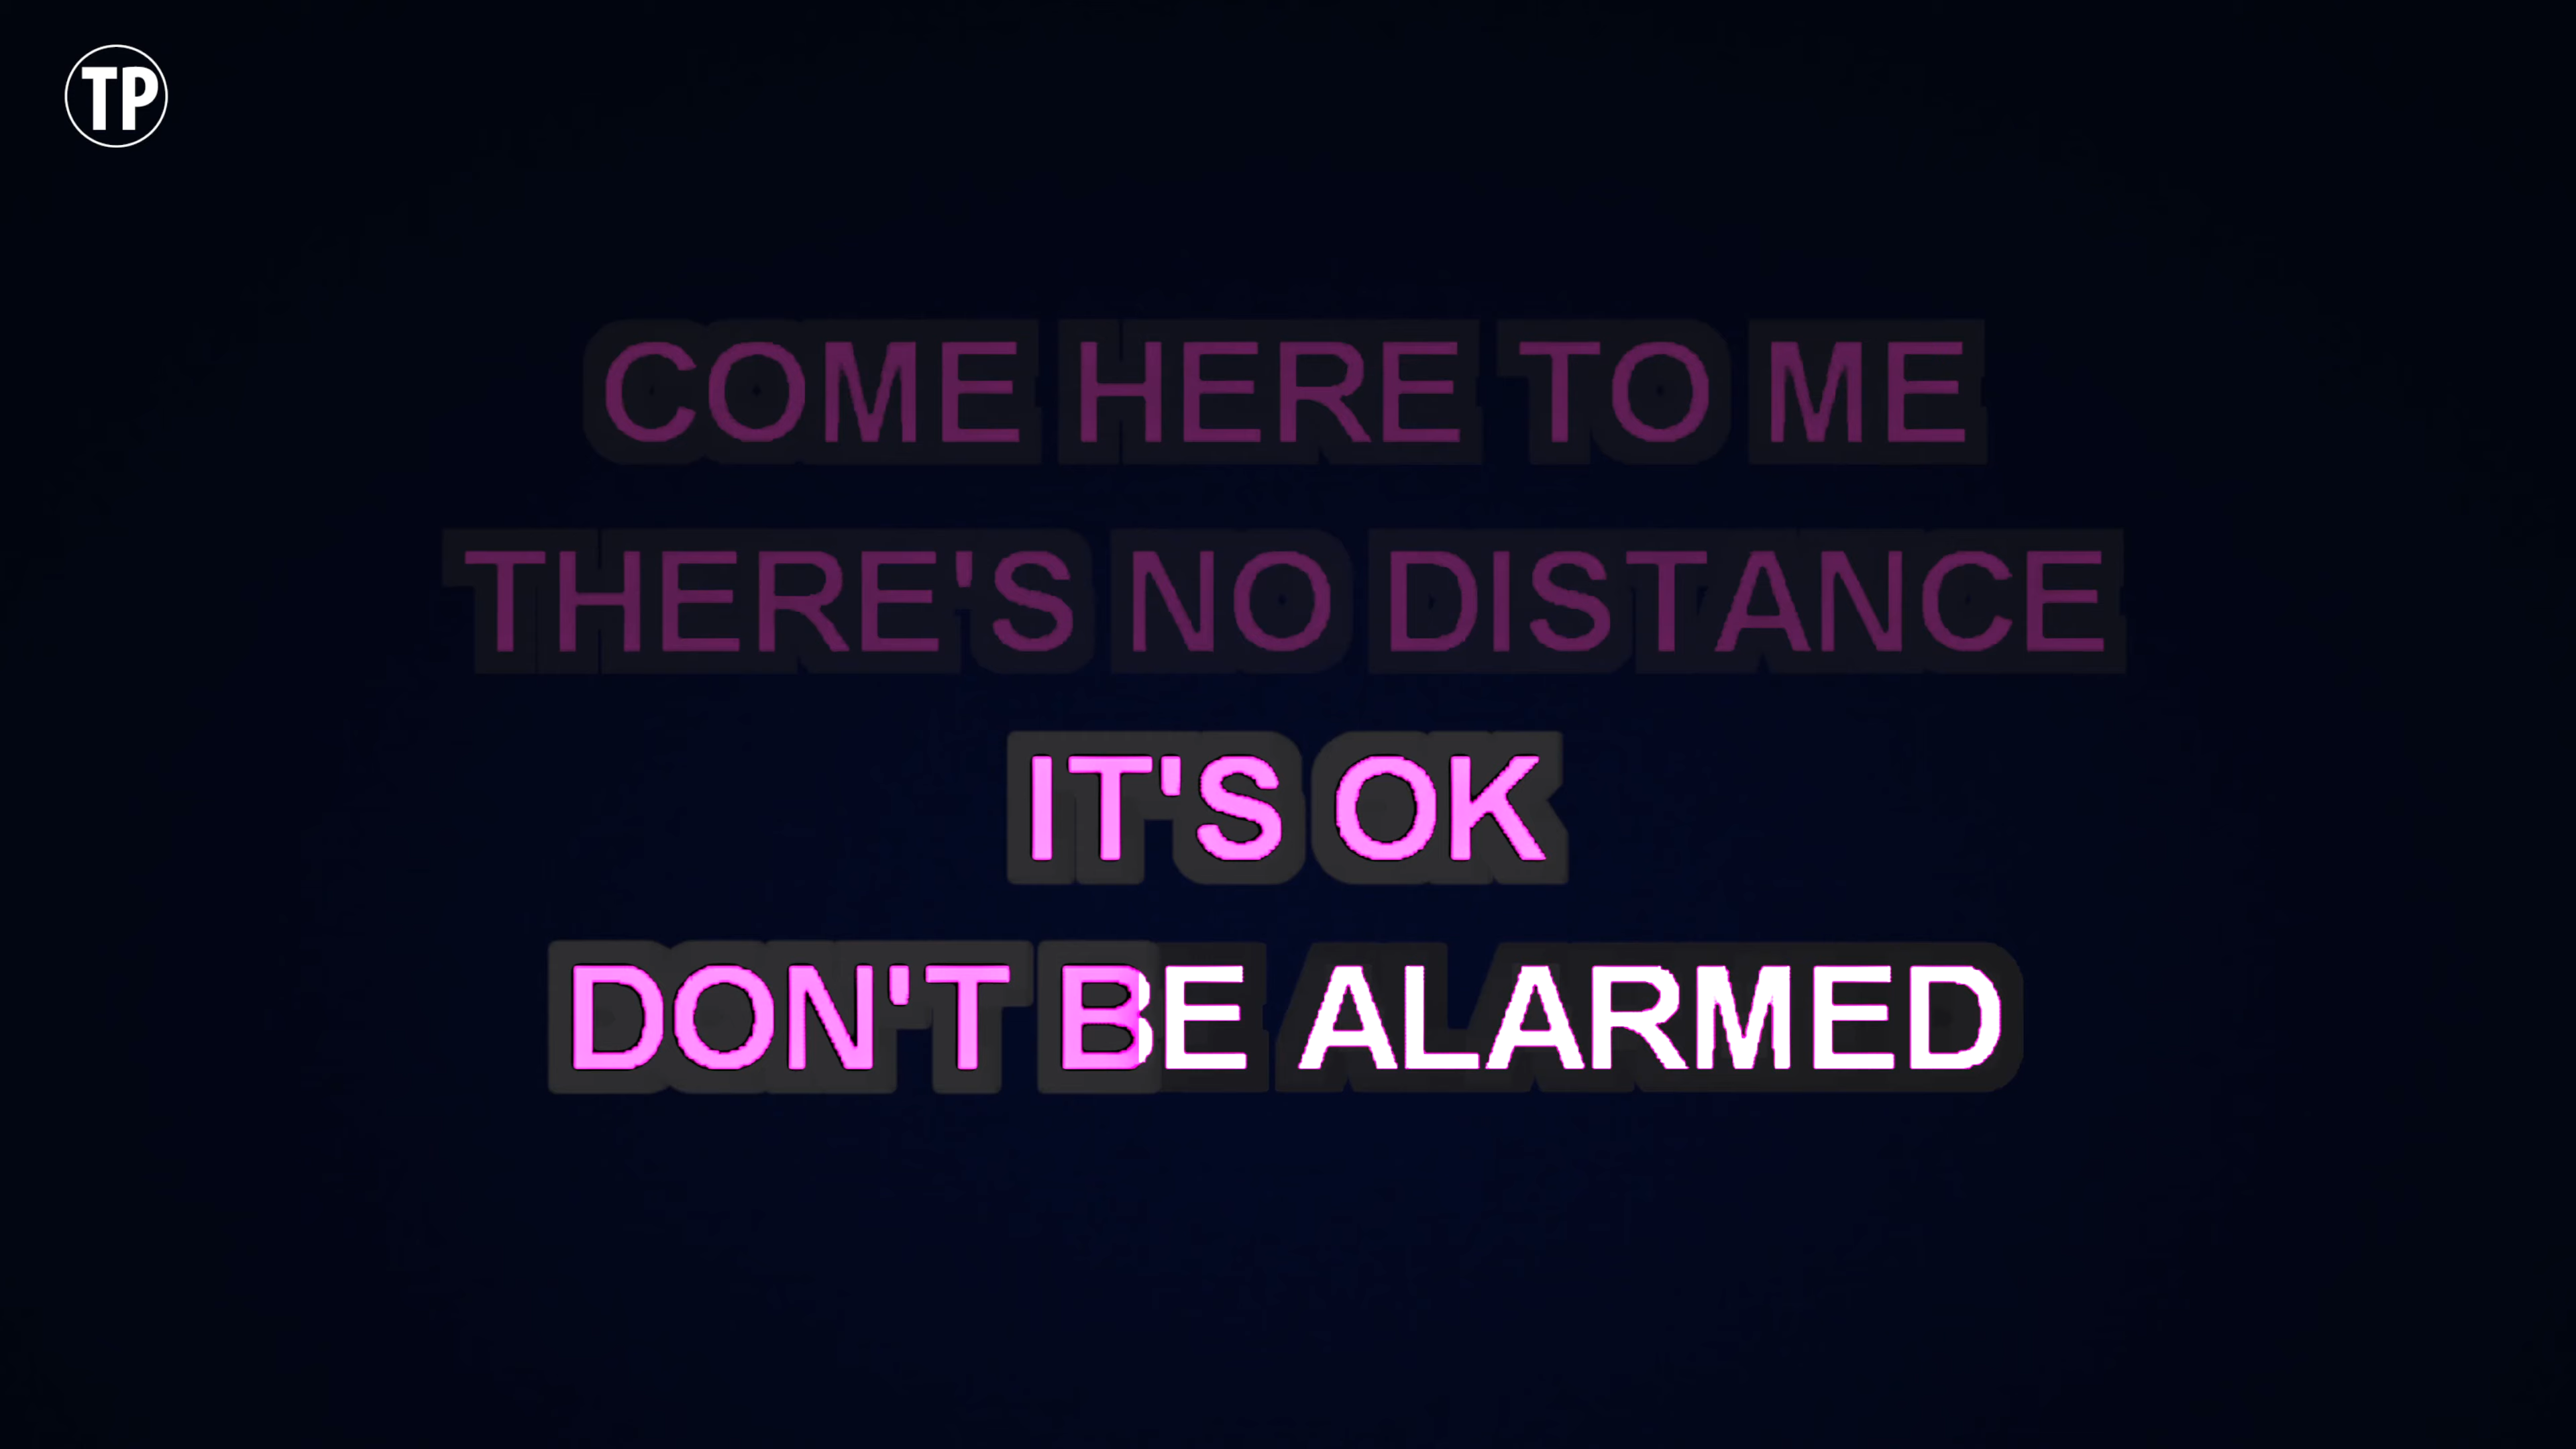 TP
COME HERE TO ME
THERE'S NO DISTANCE
IT'S OK
DON'T BE ALARMED